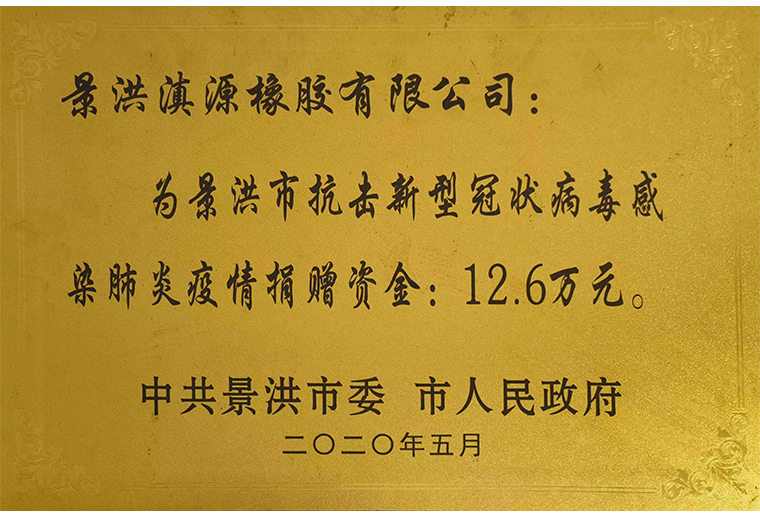 景洪滇源橡胶有限公司：
为景洪市抗击新型冠状病毒感
染肺炎疫情捐赠资金：12.6万元。
中共景洪市委 市人民政府
二〇二〇年五月